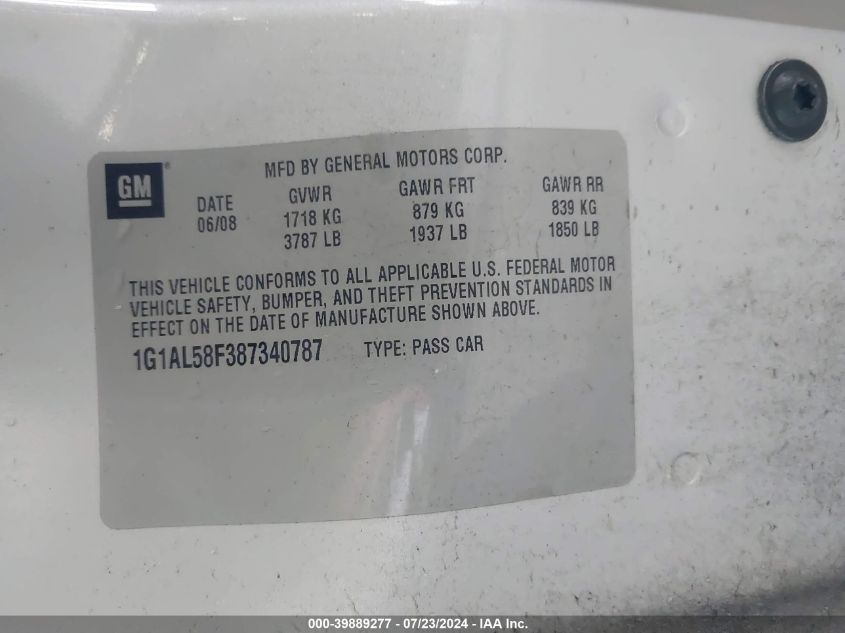 MFD BY GENERAL MOTORS CORP.
GM®
DATE GVWR GAWR FRT GAWR RR
06/08 1718 KG 879 KG 839 KG
3787 LB 1937 LB 1850 LB
THIS VEHICLE CONFORMS TO ALL APPLICABLE U.S. FEDERAL MOTOR
VEHICLE SAFETY, BUMPER, AND THEFT PREVENTION STANDARDS IN
EFFECT ON THE DATE OF MANUFACTURE SHOWN ABOVE.
1G1AL58F387340787 TYPE: PASS CAR
000-39889277 - 07/23/2024 - IAA Inc.